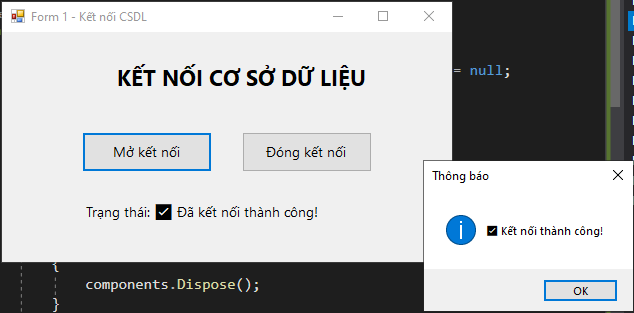 Form 1 - Kết nối CSDL
KẾT NỐI CƠ SỞ DỮ LIỆU
= null;
Mở kết nối
Đóng kết nối
Thông báo
Trạng thái: ✅ Đã kết nối thành công!
✅ Kết nối thành công!
OK
{
components.Dispose();
}